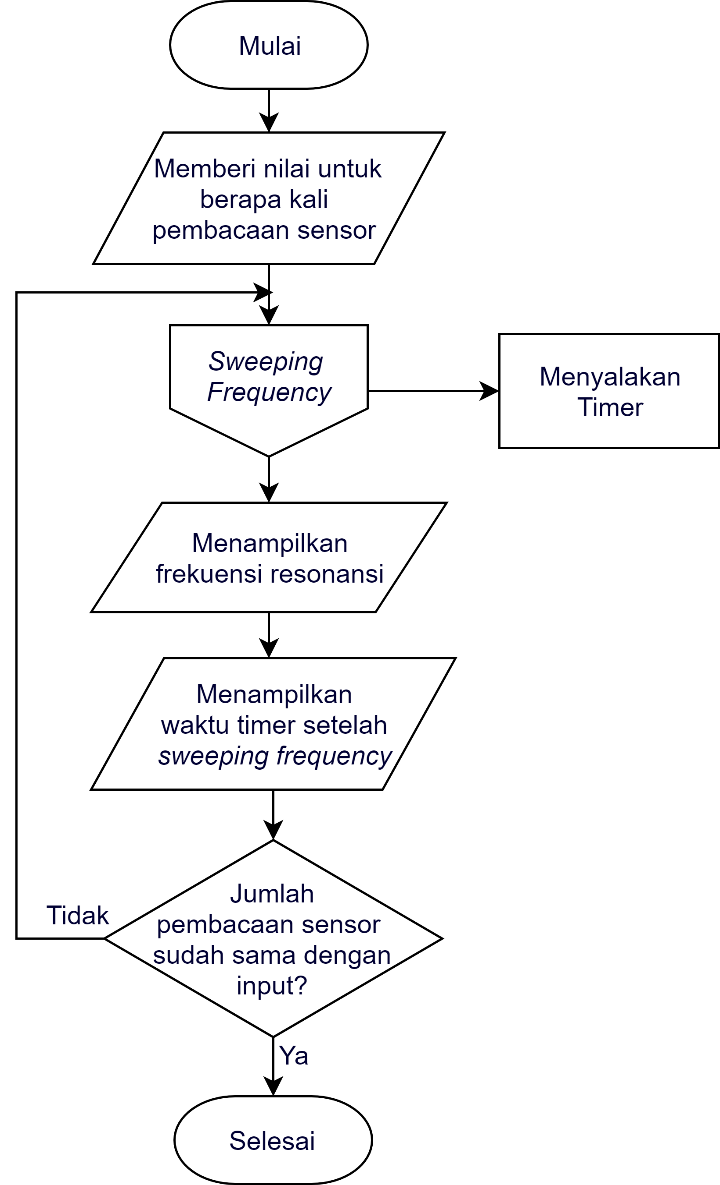 Mulai
Memberi nilai untuk
berapa kali
pembacaan sensor
Sweeping
Frequency
Menyalakan
Timer
Menampilkan
frekuensi resonansi
Menampilkan
waktu timer setelah
sweeping frequency
Jumlah
pembacaan sensor
sudah sama dengan
input?
Tidak
Ya
Selesai